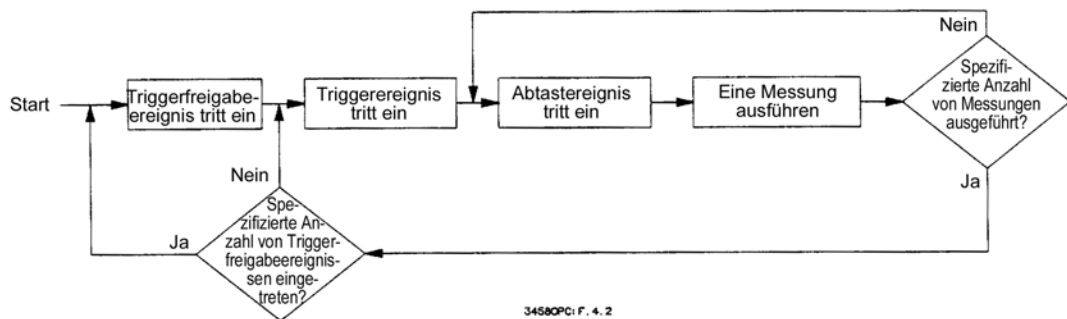 Start
Triggerfreigabe-
ereignis tritt ein
Triggerereignis
tritt ein
Abtastereignis
tritt ein
Eine Messung
ausführen
Nein
Spezifi-
zierte Anzahl
von Messungen
ausgeführt?
Ja
Nein
Ja
Spe-
zifizierte An-
zahl von Trigger-
freigabeereignis-
sen einge-
treten?
3458OPC: F. 4. 2